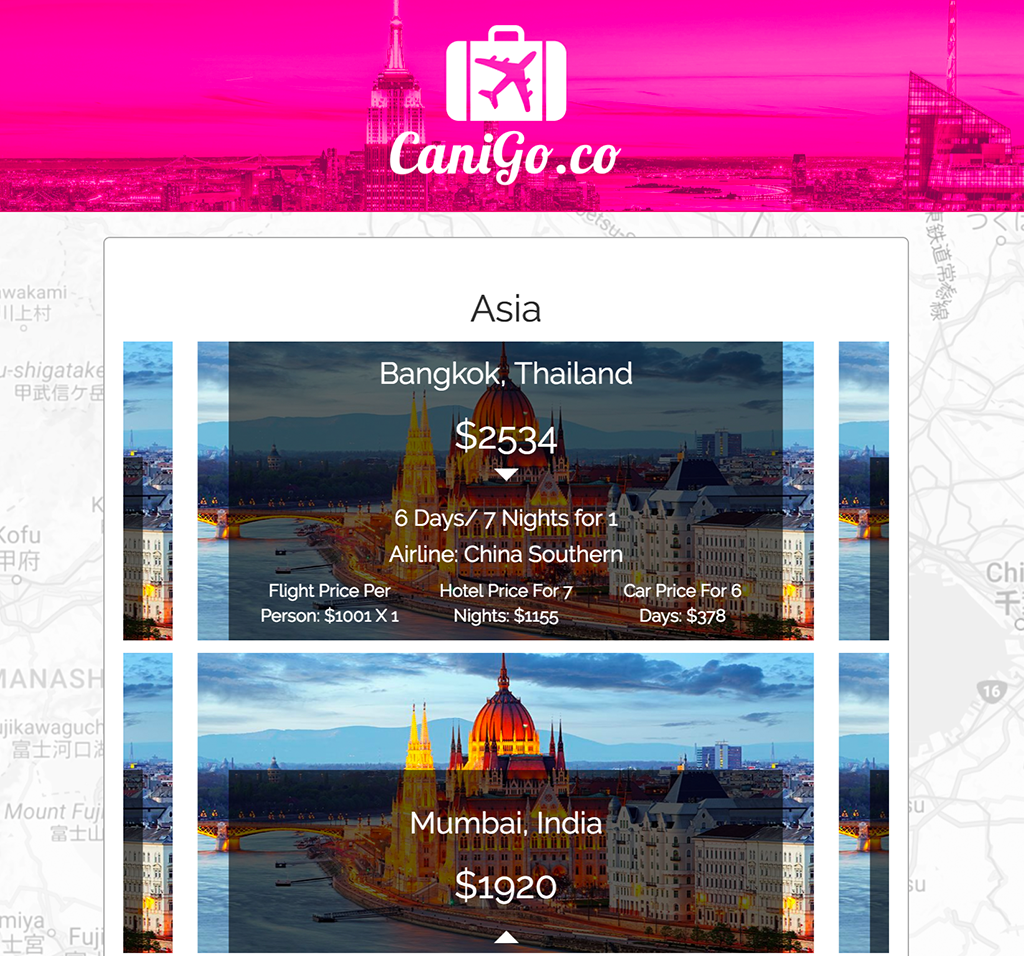 CaniGo.co
つくば
東鉄道常磐線
awakami
川上村
u-shigatake
甲武信ケ岳
Asia
Bangkok, Thailand
$2534
6 Days/ 7 Nights for 1
Airline: China Southern
Flight Price Per
Person: $1001 X 1
Hotel Price For 7
Nights: $1155
Car Price For 6
Days: $378
Kofu
甲府
Chi
千
16
MANASH
ujikawaguch
富士河口湖
Mount Fuji
富士山
Mumbai, India
$1920
su
su
miya
士宮
Fuji